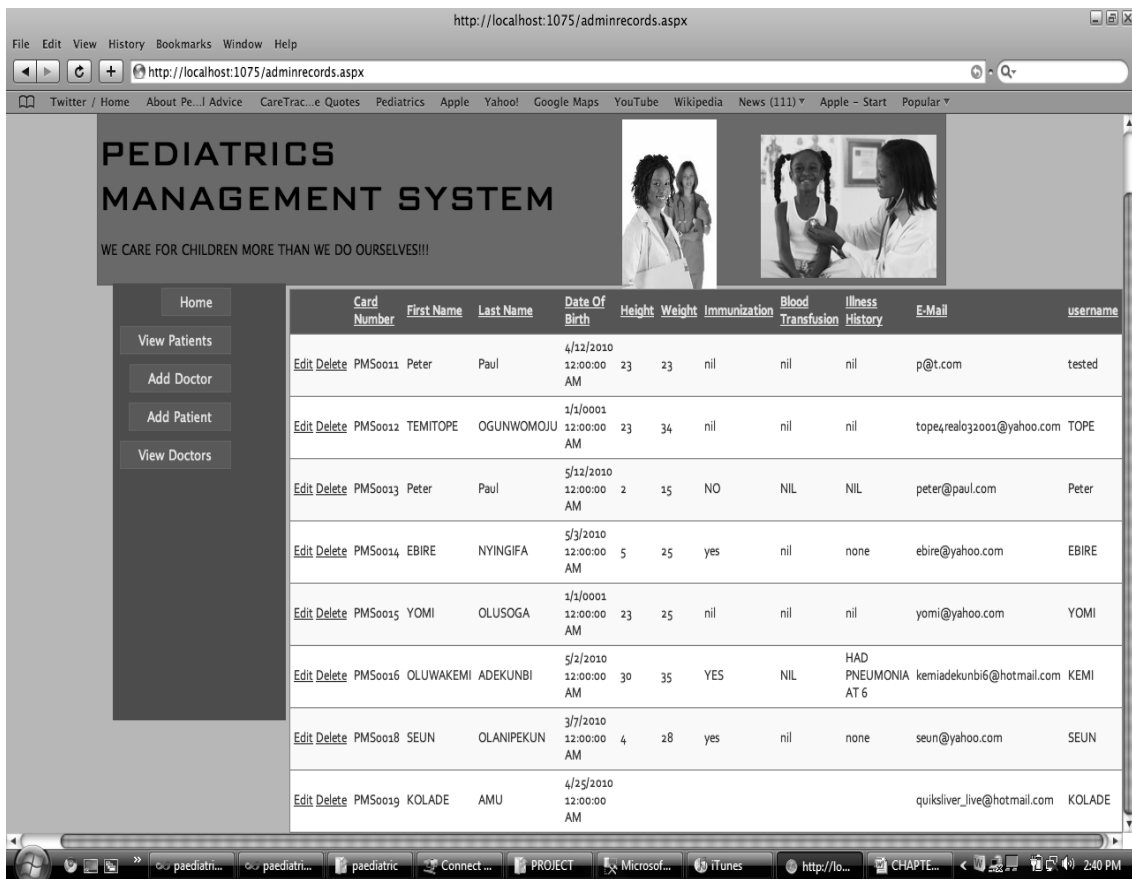 http://localhost:1075/adminrecords.aspx
File Edit View History Bookmarks Window Help
http://localhost:1075/adminrecords.aspx
Twitter / Home About Pe...l Advice CareTrac...e Quotes Pediatrics Apple Yahoo! Google Maps YouTube Wikipedia News (111) Apple – Start Popular
PEDIATRICS
MANAGEMENT SYSTEM
WE CARE FOR CHILDREN MORE THAN WE DO OURSELVES!!!
Home
View Patients
Add Doctor
Add Patient
View Doctors
Card Number First Name Last Name Date Of Birth Height Weight Immunization Blood Transfusion Illness History E-Mail username
Edit Delete PMS0011 Peter Paul 4/12/2010 12:00:00 AM 23 23 nil nil nil p@t.com tested
Edit Delete PMS0012 TEMITOPE OGUNWOMOJU 1/1/0001 12:00:00 AM 23 34 nil nil nil tope4real032001@yahoo.com TOPE
Edit Delete PMS0013 Peter Paul 5/12/2010 12:00:00 AM 2 15 NO NIL NIL peter@paul.com Peter
Edit Delete PMS0014 EBIRE NYINGIFA 5/3/2010 12:00:00 AM 5 25 yes nil none ebire@yahoo.com EBIRE
Edit Delete PMS0015 YOMI OLUSOGA 1/1/0001 12:00:00 AM 23 25 nil nil nil yomi@yahoo.com YOMI
Edit Delete PMS0016 OLUWAKEMI ADEKUNBI 5/2/2010 12:00:00 AM 30 35 YES NIL HAD PNEUMONIA AT 6 kemiadekunbi6@hotmail.com KEMI
Edit Delete PMS0018 SEUN OLANIPEKUN 3/7/2010 12:00:00 AM 4 28 yes nil none seun@yahoo.com SEUN
Edit Delete PMS0019 KOLADE AMU 4/25/2010 12:00:00 AM quiksliver_live@hotmail.com KOLADE
paediatri... paediatri... paediatric Connect ... PROJECT Microsof... iTunes http://lo... CHAPTE... 2:40 PM